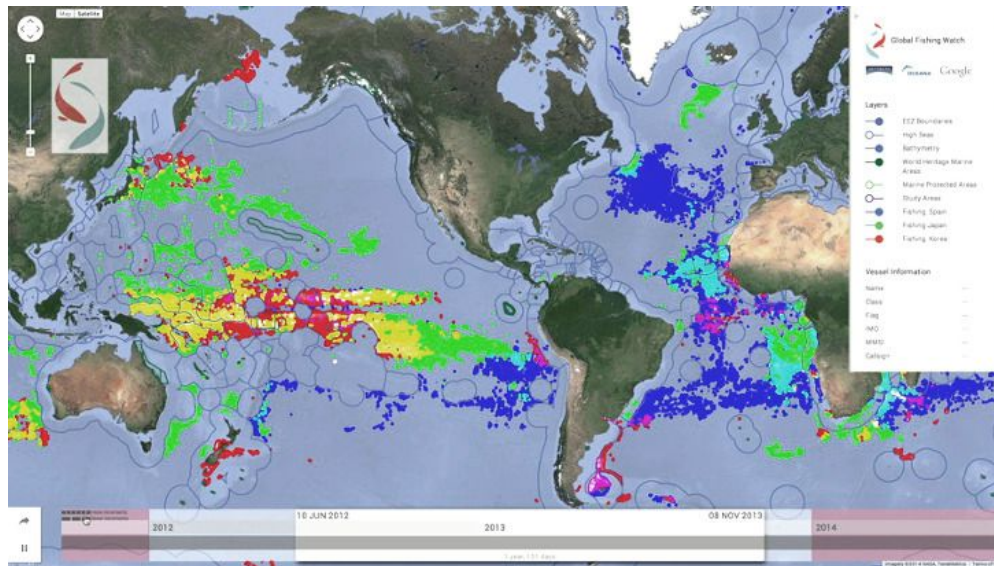 Map Satellite
Global Fishing Watch
OCEANA Google
Layers
EEZ Boundaries
High Seas
Bathymetry
World Heritage Marine
Areas
Marine Protected Areas
Study Areas
Fishing: Spain
Fishing: Japan
Fishing: Korea
Vessel Information
Name
Class
Flag
IMO
MMSI
Callsign
10 JUN 2012
08 NOV 2013
2012
2013
2014